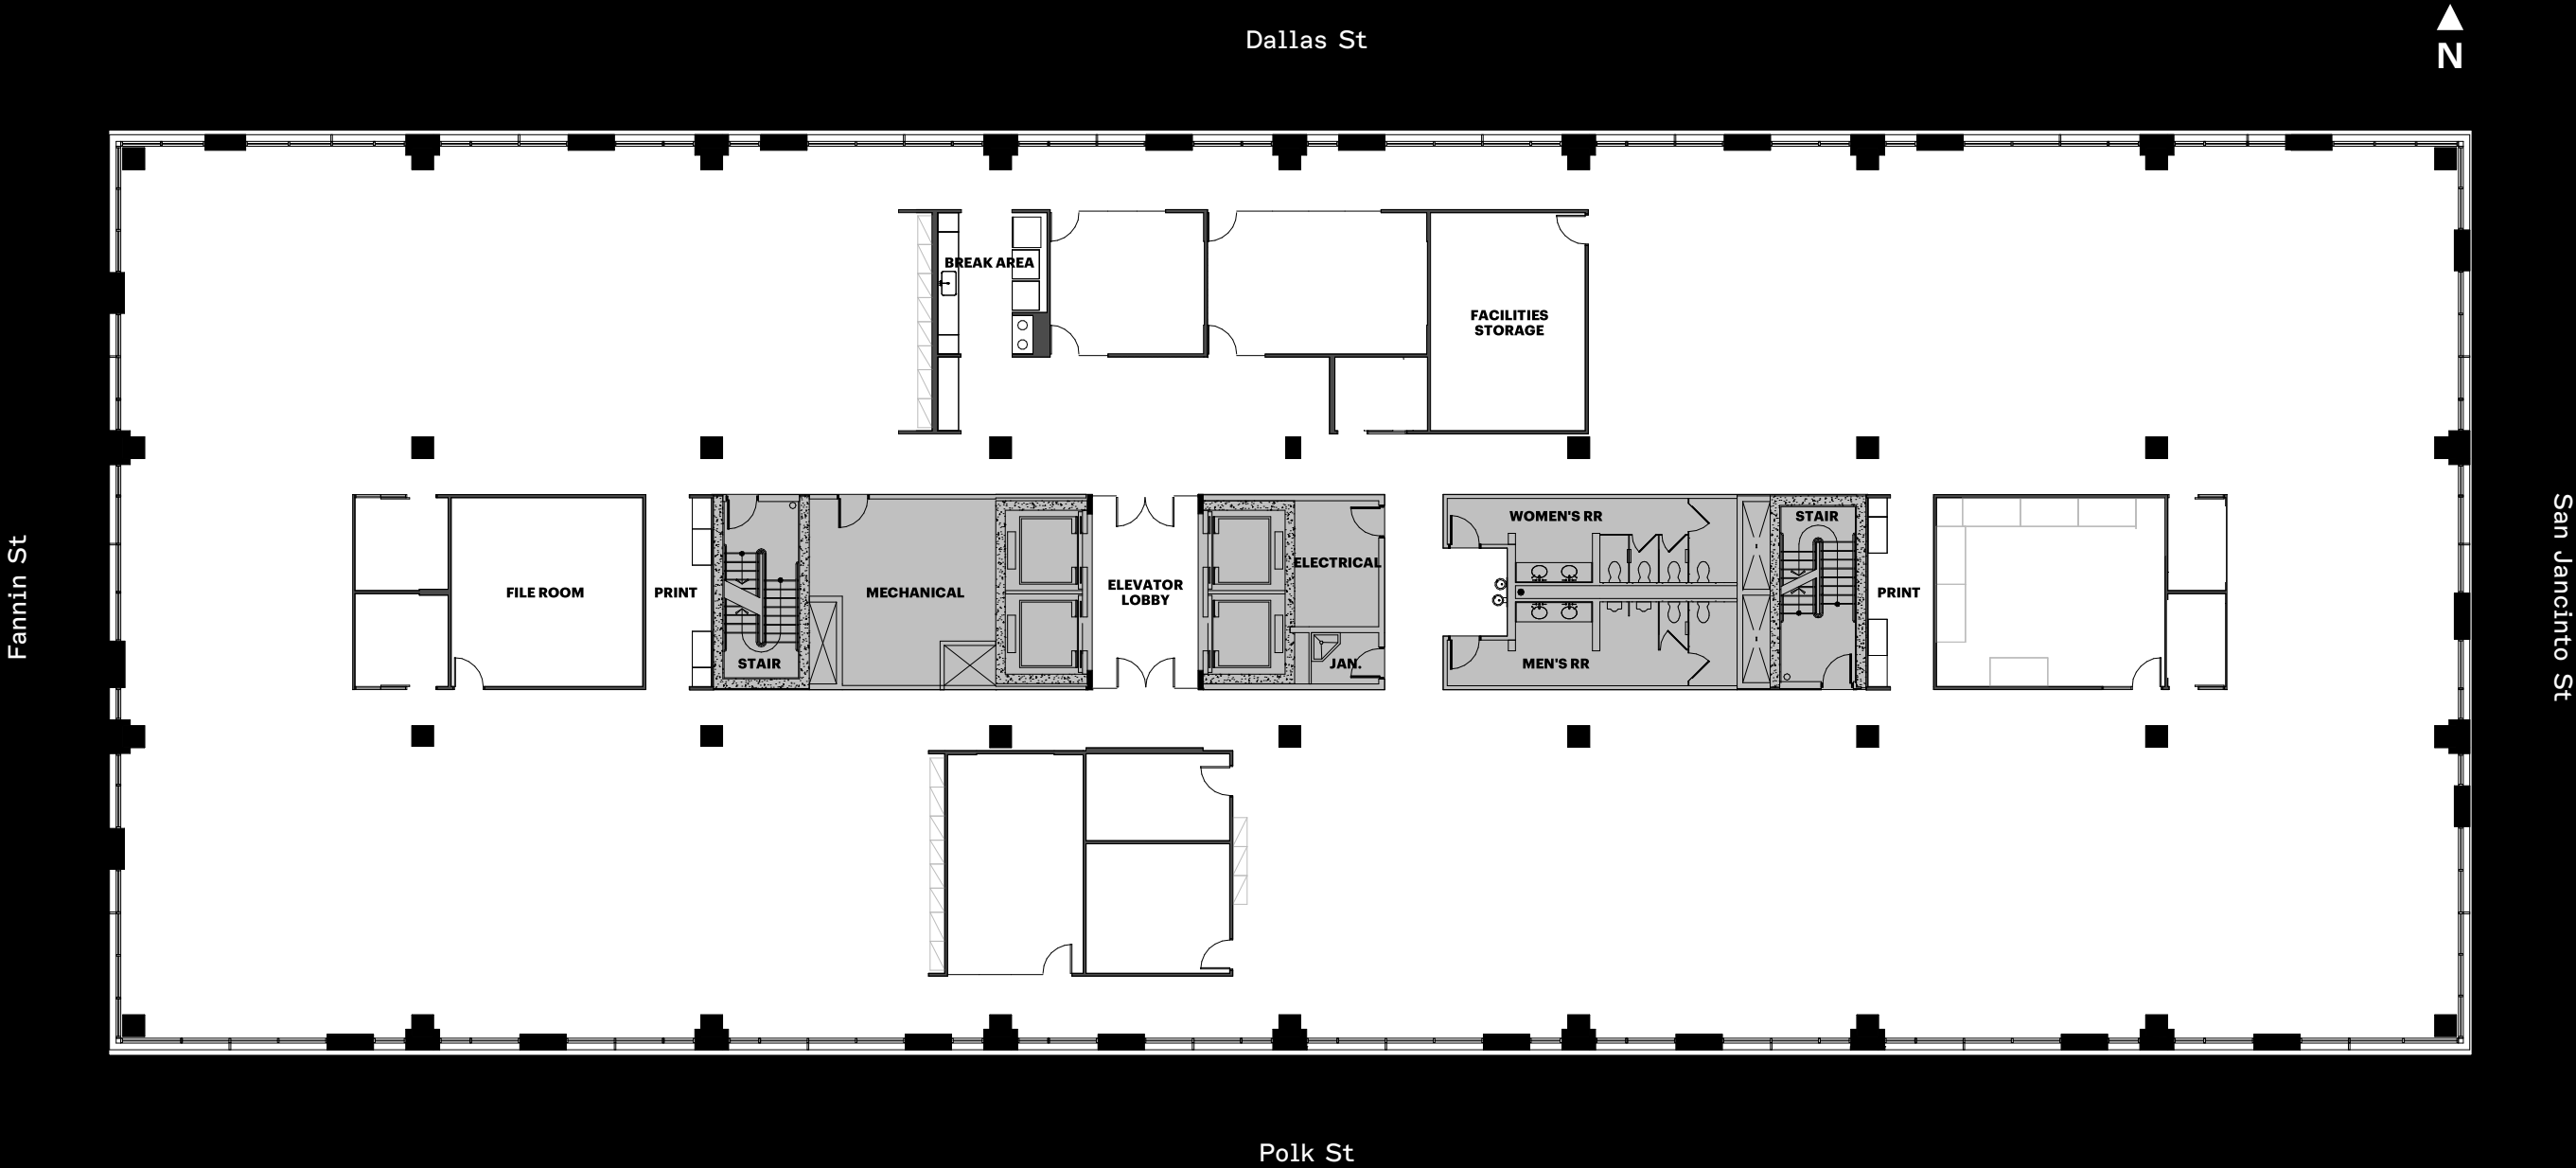 Dallas St
N
BREAK AREA
FACILITIES
STORAGE
WOMEN'S RR
STAIR
ELECTRICAL
FILE ROOM
PRINT
MECHANICAL
ELEVATOR
LOBBY
PRINT
STAIR
JAN.
MEN'S RR
Fannin St
San Jancinto St
Polk St